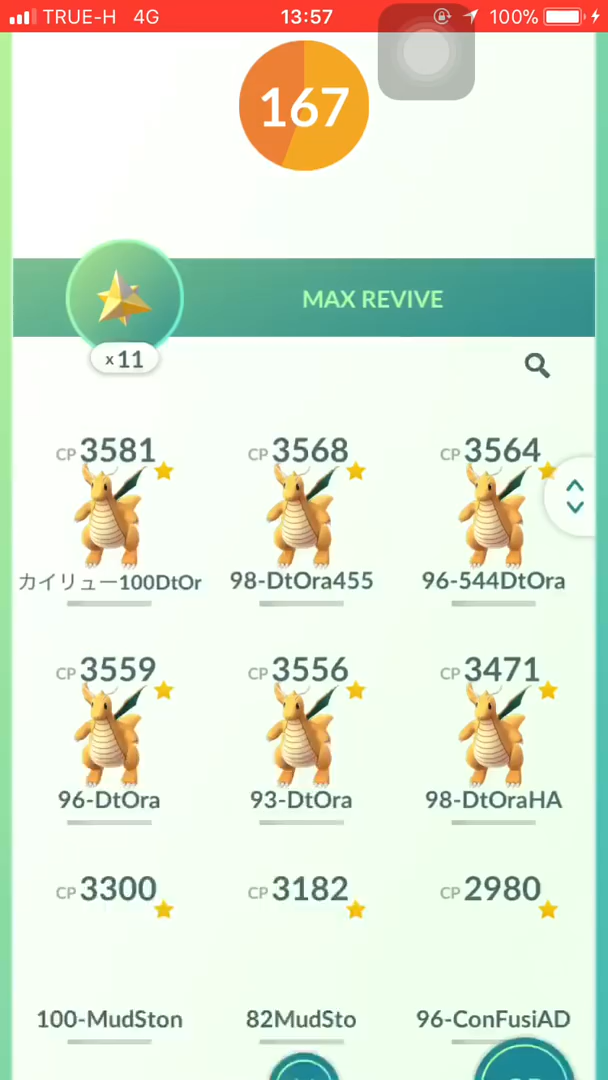 TRUE-H 4G 13:57 100%
167
MAX REVIVE
x 11
CP 3581 CP 3568 CP 3564
カイリュー100DtOr 98-DtOra455 96-544DtOra
CP 3559 CP 3556 CP 3471
96-DtOra 93-DtOra 98-DtOraHA
CP 3300 CP 3182 CP 2980
100-MudSton 82MudSto 96-ConFusiAD